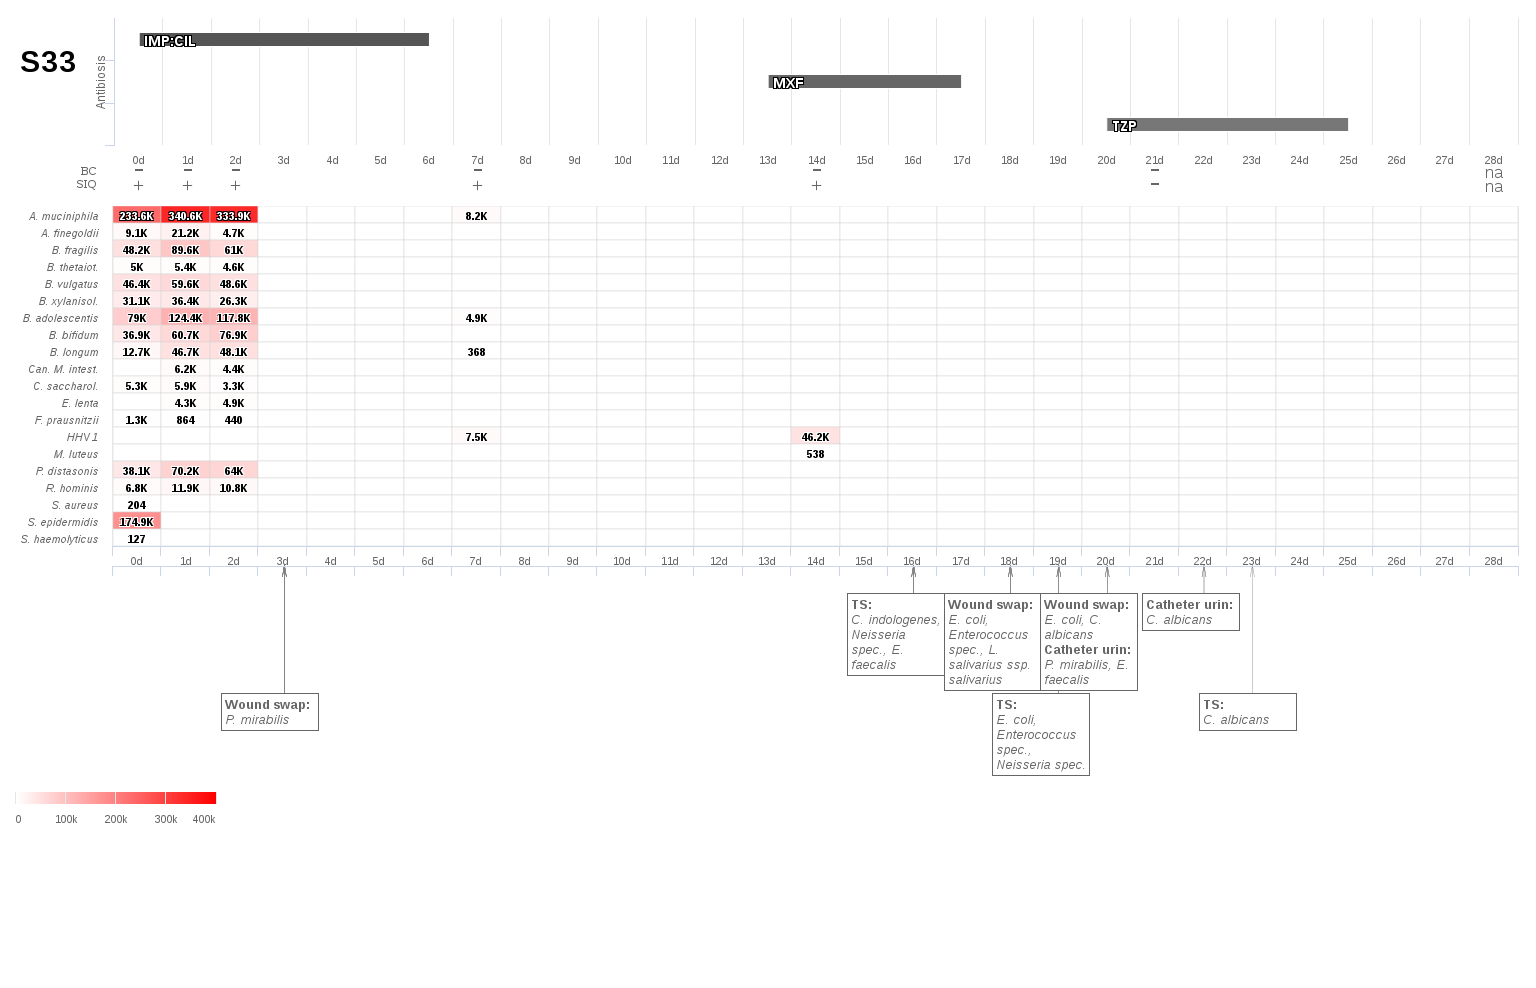 IMP:CIL
S33
Antibiosis
MXF
TZP
0d 1d 2d 3d 4d 5d 6d 7d 8d 9d 10d 11d 12d 13d 14d 15d 16d 17d 18d 19d 20d 21d 22d 23d 24d 25d 26d 27d 28d
BC − − − − − − na
SIQ + + + + + − na
A. muciniphila 233.6K 340.6K 333.9K 8.2K
A. finegoldii 9.1K 21.2K 4.7K
B. fragilis 48.2K 89.6K 61K
B. thetaiot. 5K 5.4K 4.6K
B. vulgatus 46.4K 59.6K 48.6K
B. xylanisol. 31.1K 36.4K 26.3K
B. adolescentis 79K 124.4K 117.8K 4.9K
B. bifidum 36.9K 60.7K 76.9K
B. longum 12.7K 46.7K 48.1K 368
Can. M. intest. 6.2K 4.4K
C. saccharol. 5.3K 5.9K 3.3K
E. lenta 4.3K 4.9K
F. prausnitzii 1.3K 864 440
HHV 1 7.5K 46.2K
M. luteus 538
P. distasonis 38.1K 70.2K 64K
R. hominis 6.8K 11.9K 10.8K
S. aureus 204
S. epidermidis 174.9K
S. haemolyticus 127
0d 1d 2d 3d 4d 5d 6d 7d 8d 9d 10d 11d 12d 13d 14d 15d 16d 17d 18d 19d 20d 21d 22d 23d 24d 25d 26d 27d 28d
TS:
C. indologenes,
Neisseria
spec., E.
faecalis
Wound swap:
E. coli,
Enterococcus
spec., L.
salivarius ssp.
salivarius
Wound swap:
E. coli, C.
albicans
Catheter urin:
P. mirabilis, E.
faecalis
Catheter urin:
C. albicans
Wound swap:
P. mirabilis
TS:
E. coli,
Enterococcus
spec.,
Neisseria spec.
TS:
C. albicans
0 100k 200k 300k 400k